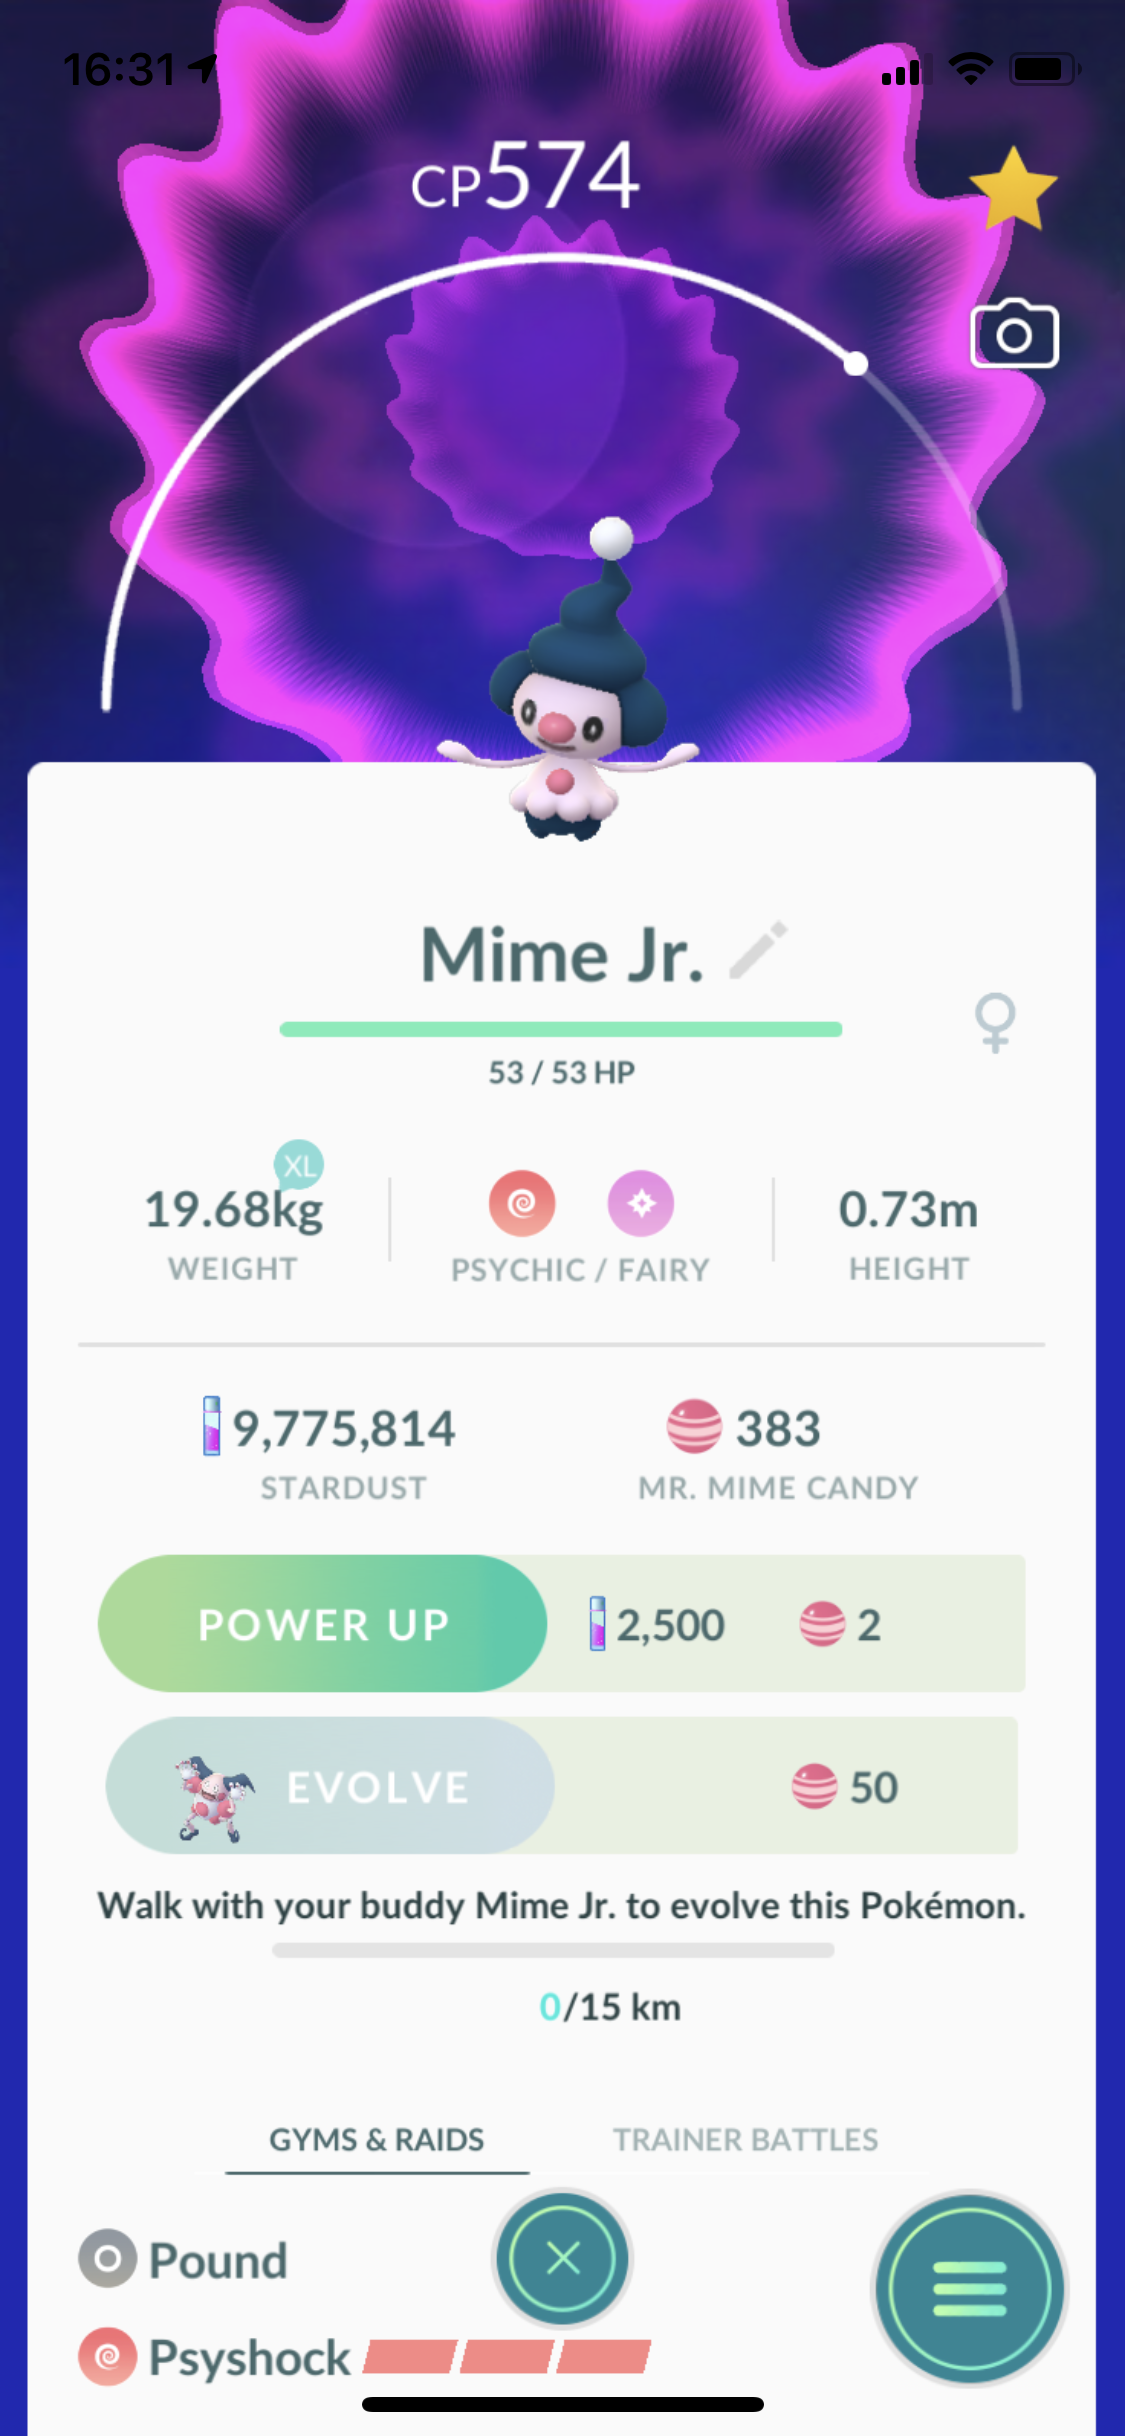 16:31
CP574
Mime Jr.
53 / 53 HP
XL
19.68kg
WEIGHT
PSYCHIC / FAIRY
0.73m
HEIGHT
9,775,814
STARDUST
383
MR. MIME CANDY
POWER UP
2,500
2
EVOLVE
50
Walk with your buddy Mime Jr. to evolve this Pokémon.
0/15 km
GYMS & RAIDS
TRAINER BATTLES
Pound
Psyshock